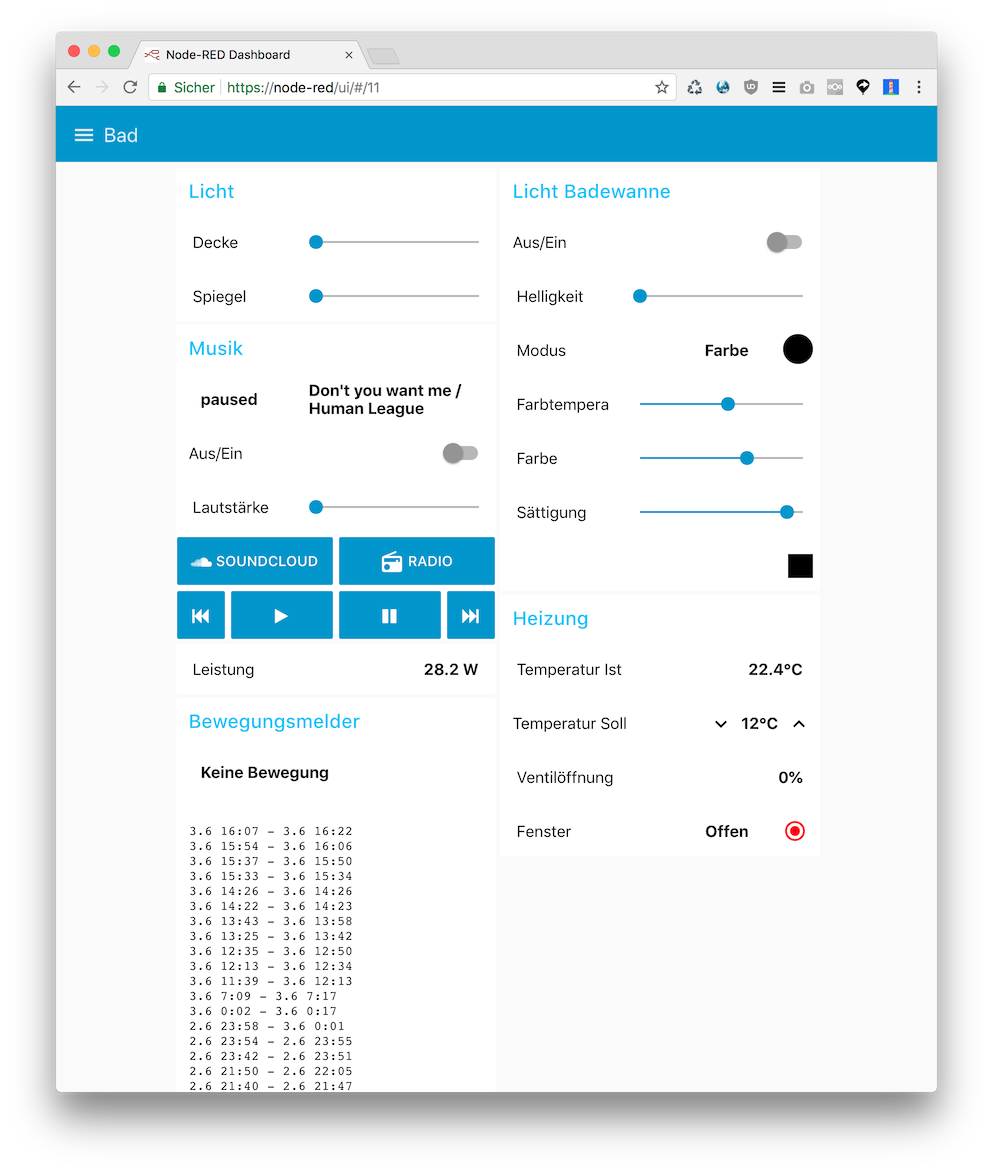 Node-RED Dashboard
Sicher https://node-red/ui/#/11
Bad
Licht
Decke
Spiegel
Musik
paused
Don't you want me /
Human League
Aus/Ein
Lautstärke
SOUNDCLOUD
RADIO
Leistung 28.2 W
Bewegungsmelder
Keine Bewegung
3.6 16:07 – 3.6 16:22
3.6 15:54 – 3.6 16:06
3.6 15:37 – 3.6 15:50
3.6 15:33 – 3.6 15:34
3.6 14:26 – 3.6 14:26
3.6 14:22 – 3.6 14:23
3.6 13:43 – 3.6 13:58
3.6 13:25 – 3.6 13:42
3.6 12:35 – 3.6 12:50
3.6 12:13 – 3.6 12:34
3.6 11:39 – 3.6 12:13
3.6 7:09 – 3.6 7:17
3.6 0:02 – 3.6 0:17
2.6 23:58 – 3.6 0:01
2.6 23:54 – 2.6 23:55
2.6 23:42 – 2.6 23:51
2.6 21:50 – 2.6 22:05
2.6 21:40 – 2.6 21:47
Licht Badewanne
Aus/Ein
Helligkeit
Modus Farbe
Farbtempera
Farbe
Sättigung
Heizung
Temperatur Ist 22.4°C
Temperatur Soll 12°C
Ventilöffnung 0%
Fenster Offen